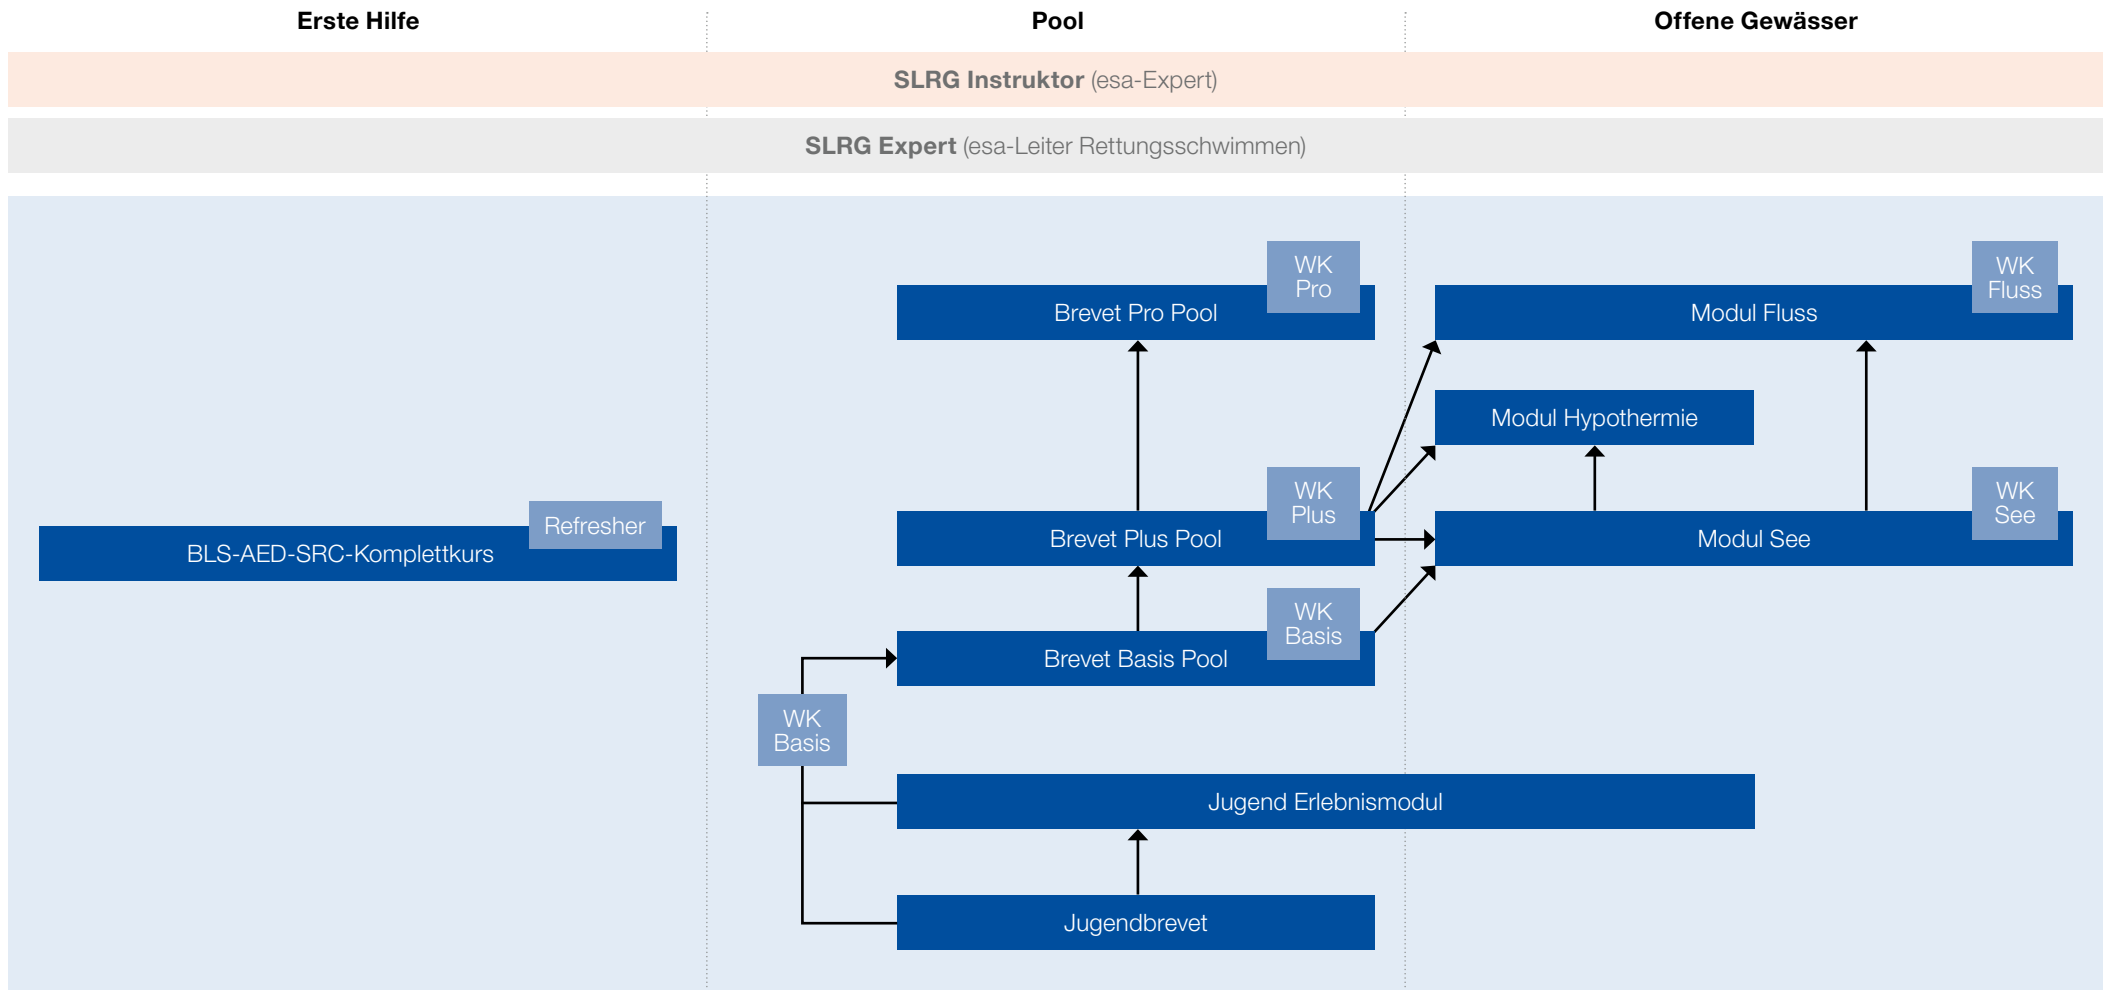 Erste Hilfe
Pool
Offene Gewässer
SLRG Instruktor (esa-Expert)
SLRG Expert (esa-Leiter Rettungsschwimmen)
WK
Pro
WK
Fluss
Brevet Pro Pool
Modul Fluss
Modul Hypothermie
WK
Plus
WK
See
Refresher
BLS-AED-SRC-Komplettkurs
Brevet Plus Pool
Modul See
WK
Basis
Brevet Basis Pool
WK
Basis
Jugend Erlebnismodul
Jugendbrevet